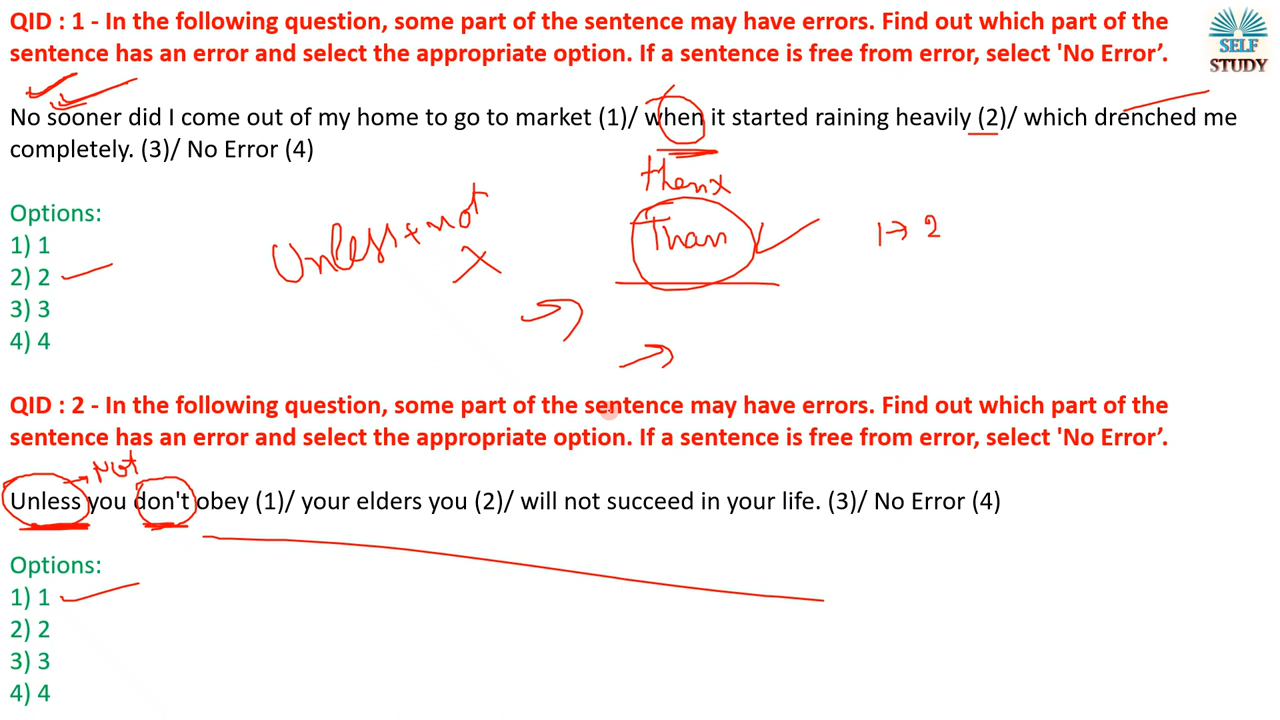 QID : 1 - In the following question, some part of the sentence may have errors. Find out which part of the
sentence has an error and select the appropriate option. If a sentence is free from error, select 'No Error’.
SELF
STUDY
No sooner did I come out of my home to go to market (1)/ when it started raining heavily (2)/ which drenched me
completely. (3)/ No Error (4)
then x
Options:
Unless + not
x
Than
1 → 2
1) 1
2) 2
3) 3
4) 4
QID : 2 - In the following question, some part of the sentence may have errors. Find out which part of the
sentence has an error and select the appropriate option. If a sentence is free from error, select 'No Error’.
→ Not
Unless you don't obey (1)/ your elders you (2)/ will not succeed in your life. (3)/ No Error (4)
Options:
1) 1
2) 2
3) 3
4) 4